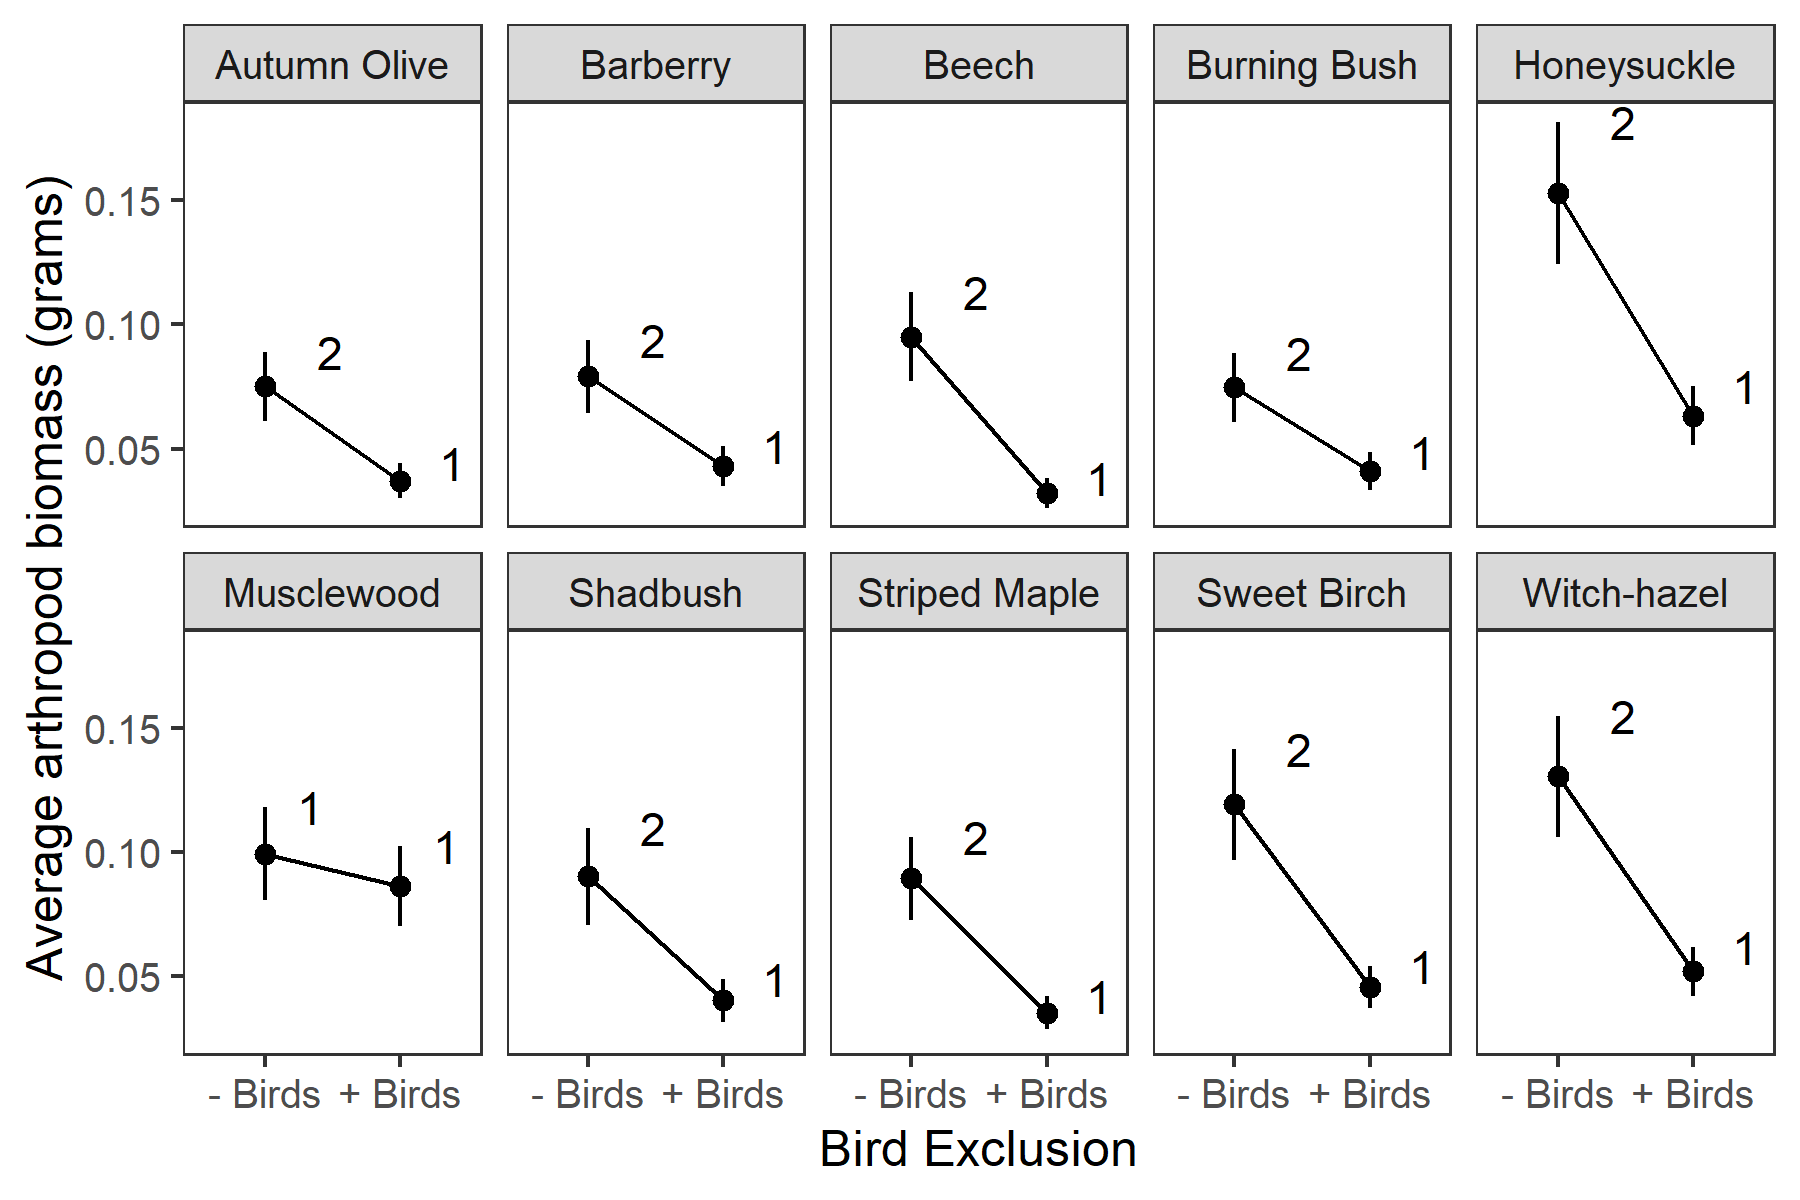 Autumn Olive
Barberry
Beech
Burning Bush
Honeysuckle
Average arthropod biomass (grams)
0.15
0.10
0.05
2
1
2
1
2
1
2
1
2
1
Musclewood
Shadbush
Striped Maple
Sweet Birch
Witch-hazel
0.15
0.10
0.05
1
1
2
1
2
1
2
1
2
1
- Birds + Birds
- Birds + Birds
- Birds + Birds
- Birds + Birds
- Birds + Birds
Bird Exclusion